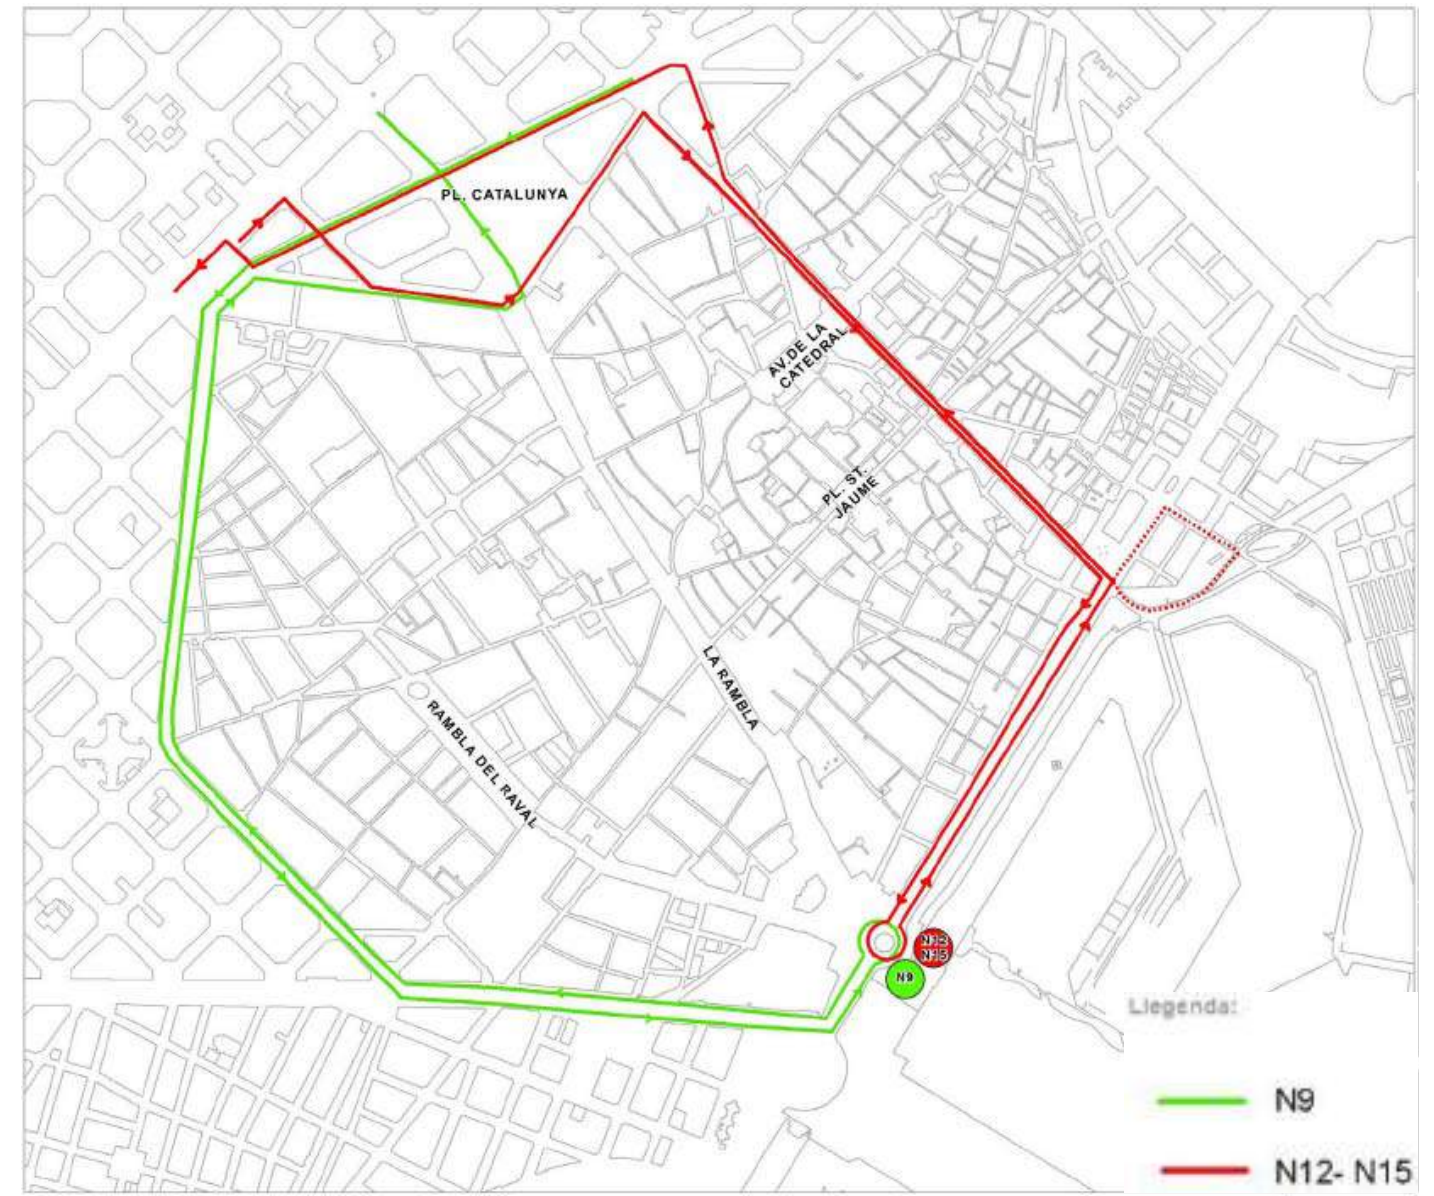 PL. CATALUNYA
AV.DE LA
CATEDRAL
PL. ST.
JAUME
LA RAMBLA
RAMBLA DEL RAVAL
N12
N15
N9
Llegenda:
N9
N12- N15